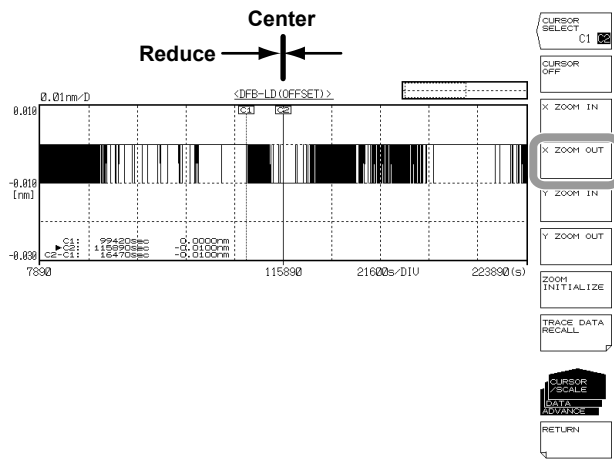 Center
Reduce
0.01nm/D
<DFB-LD(OFFSET)>
C1 C2
0.010
-0.010
[nm]
-0.030
C1: 99420sec 0.0000nm
▶C2: 115890sec -0.0100nm
C2-C1: 16470sec -0.0100nm
7890 115890 21600s/DIV 223890(s)
CURSOR
SELECT
C1 C2
CURSOR
OFF
X ZOOM IN
X ZOOM OUT
Y ZOOM IN
Y ZOOM OUT
ZOOM
INITIALIZE
TRACE DATA
RECALL
CURSOR
/SCALE
DATA
ADVANCE
RETURN